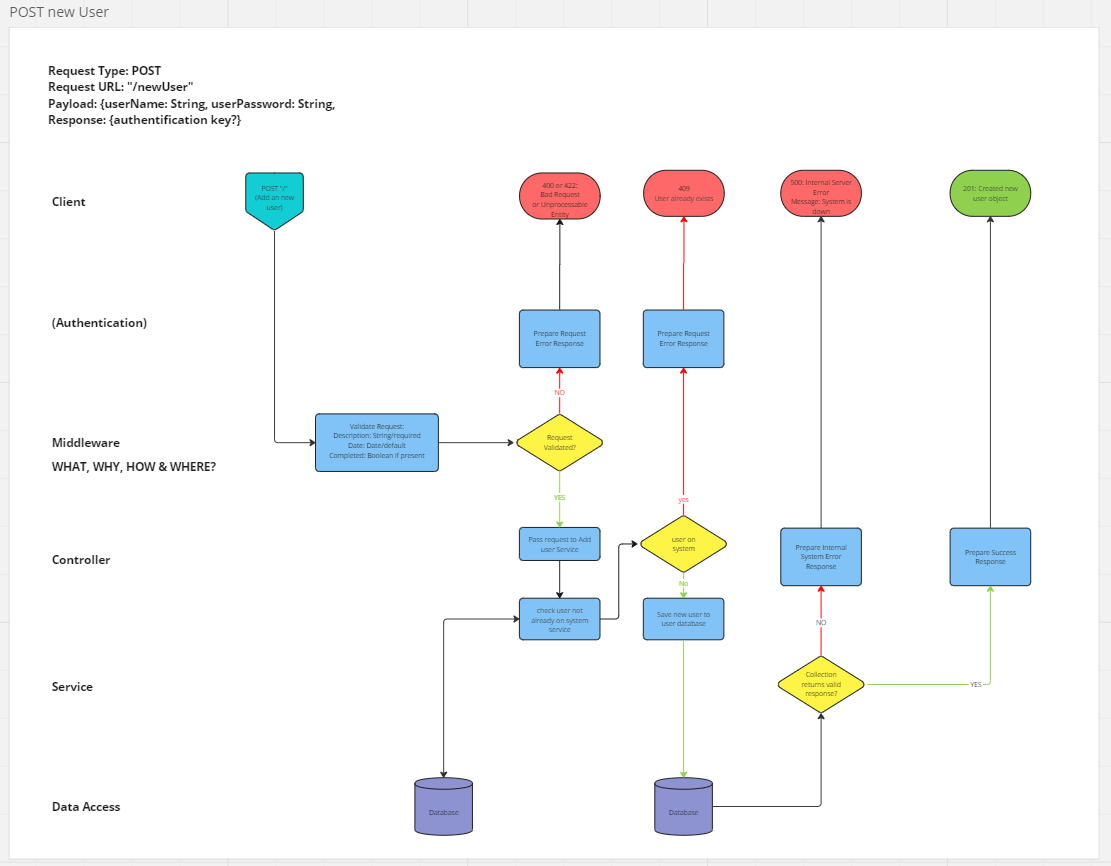 POST new User
Request Type: POST
Request URL: "/newUser"
Payload: {userName: String, userPassword: String,
Response: {authentification key?}
Client
POST "/"
(Add an new
user)
400 or 422:
Bad Request
or Unprocessable
Entity
409
User already exists
500: Internal Server
Error
Message: System is
down
201: Created new
user object
(Authentication)
Prepare Request
Error Response
Prepare Request
Error Response
NO
Middleware
WHAT, WHY, HOW & WHERE?
Validate Request:
Description: String/required
Date: Date/default
Completed: Boolean if present
Request
Validated?
YES
yes
Controller
Pass request to Add
user Service
user on
system
Prepare Internal
System Error
Response
Prepare Success
Response
No
check user not
already on system
service
Save new user to
user database
NO
Service
Collection
returns valid
response?
YES
Data Access
Database
Database